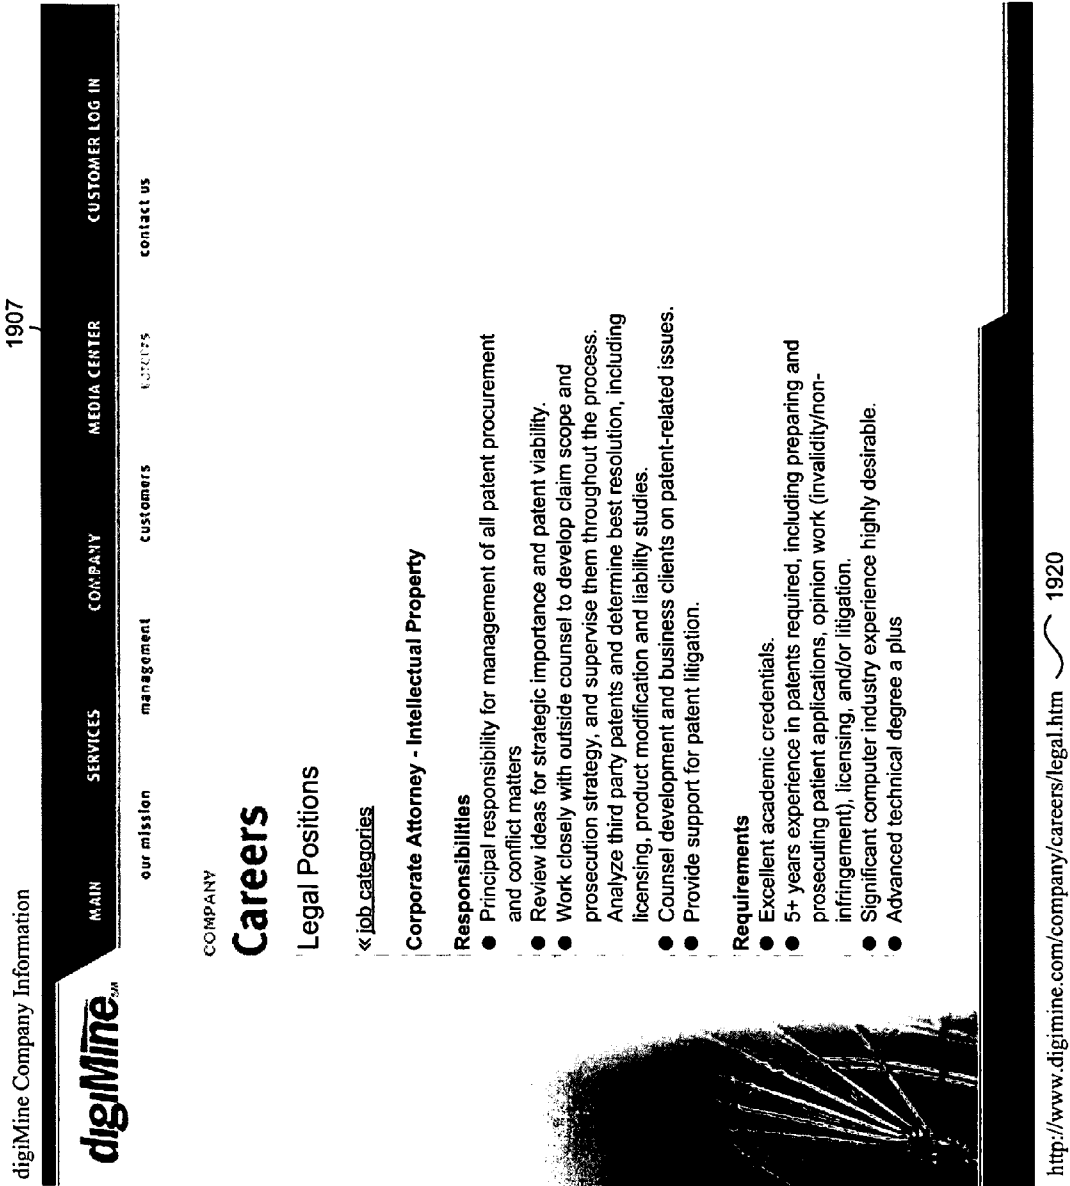 digiMine Company Information
1907
digiMine SM
MAIN SERVICES COMPANY MEDIA CENTER CUSTOMER LOG IN
our mission management customers careers contact us
COMPANY
Careers
Legal Positions
« job categories
Corporate Attorney - Intellectual Property
Responsibilities
● Principal responsibility for management of all patent procurement
and conflict matters
● Review ideas for strategic importance and patent viability.
● Work closely with outside counsel to develop claim scope and
prosecution strategy, and supervise them throughout the process.
Analyze third party patents and determine best resolution, including
licensing, product modification and liability studies.
● Counsel development and business clients on patent-related issues.
● Provide support for patent litigation.
Requirements
● Excellent academic credentials.
● 5+ years experience in patents required, including preparing and
prosecuting patient applications, opinion work (invalidity/non-
infringement), licensing, and/or litigation.
● Significant computer industry experience highly desirable.
● Advanced technical degree a plus
http://www.digimine.com/company/careers/legal.htm 1920